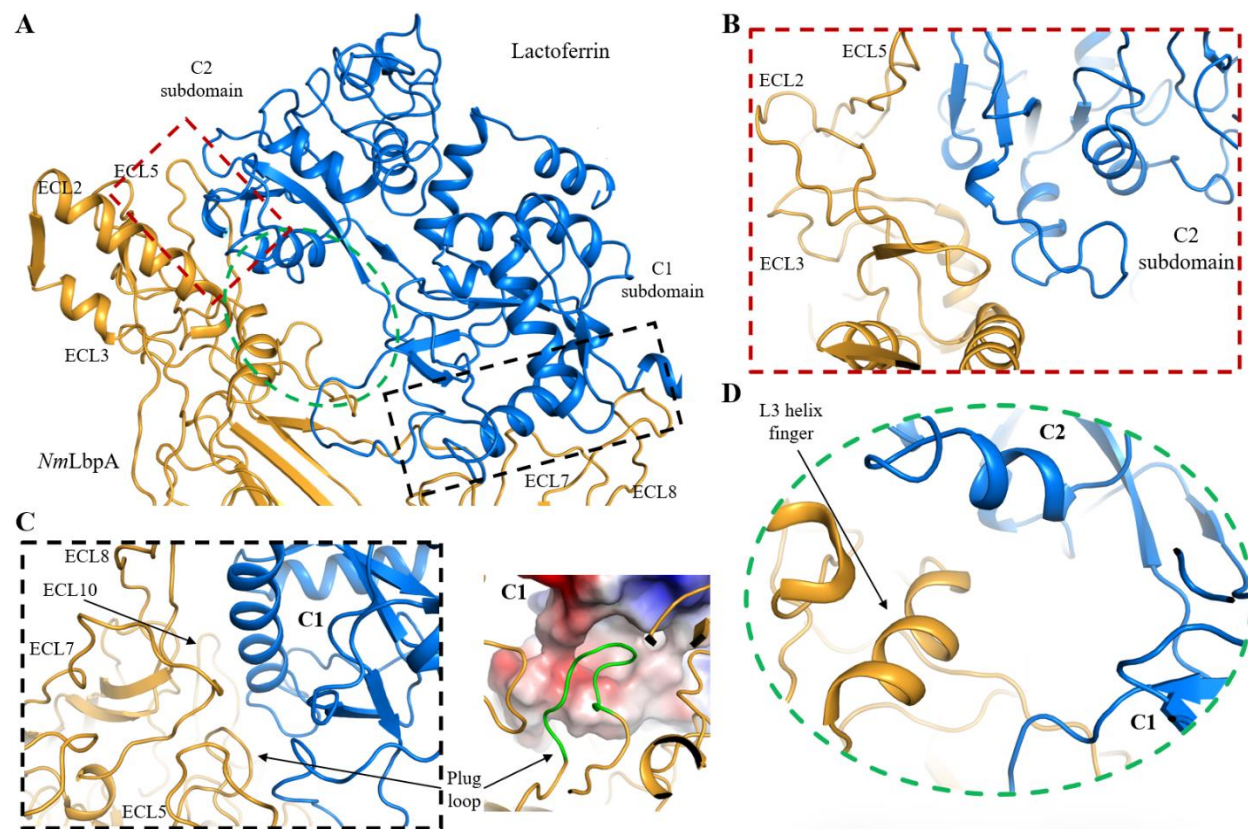 A
Lactoferrin
C2
subdomain
ECL5
ECL2
C1
subdomain
ECL3
NmLbpA
ECL7
ECL8
B
ECL5
ECL2
ECL3
C2
subdomain
C
ECL8
ECL10
C1
ECL7
ECL5
Plug
loop
C1
D
L3 helix
finger
C2
C1